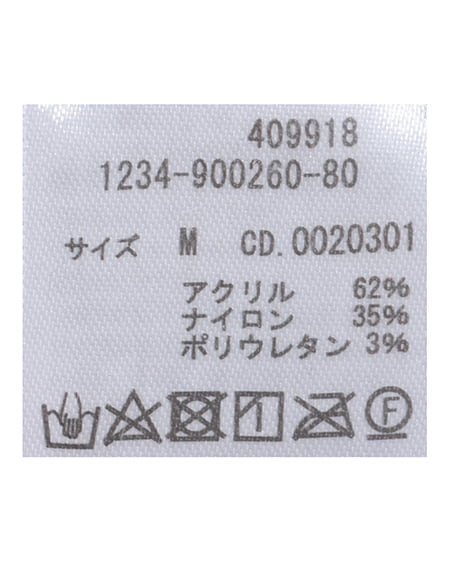 409918
1234-900260-80
サイズ M CD.0020301
アクリル 62%
ナイロン 35%
ポリウレタン 3%
F